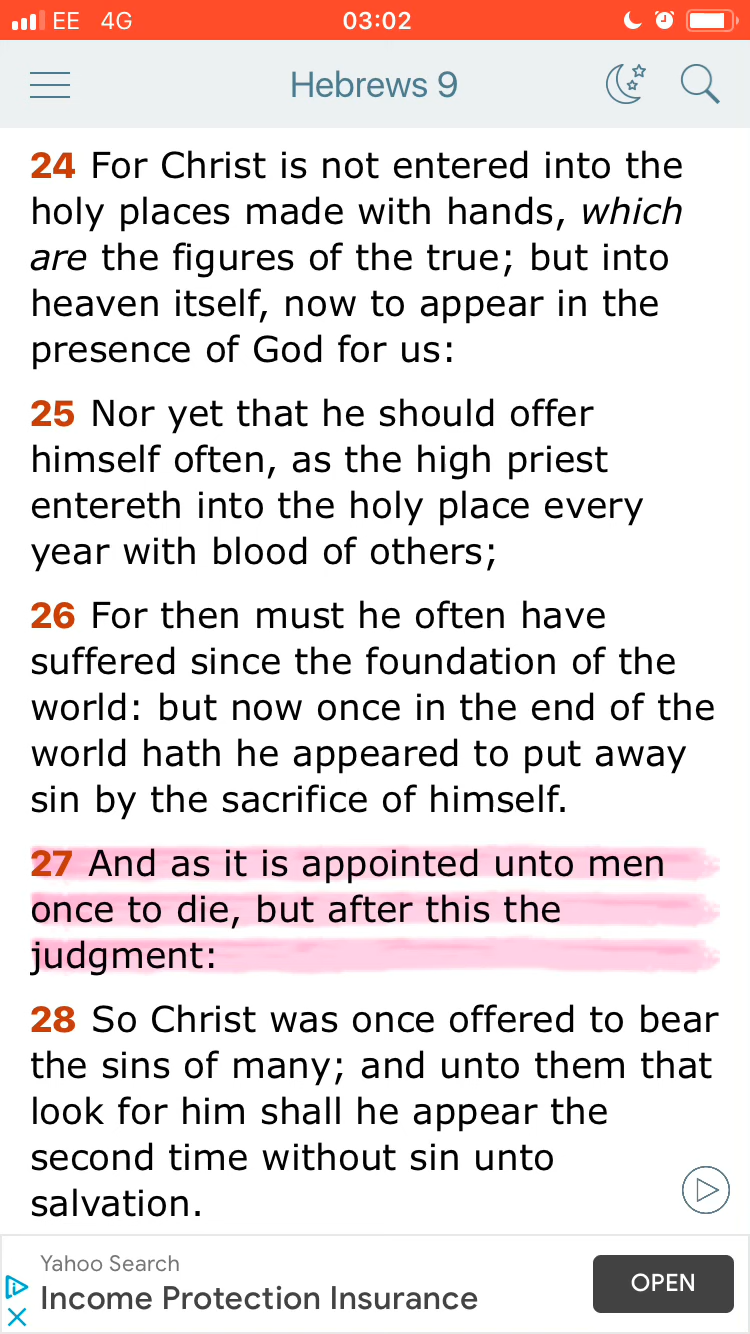 EE 4G 03:02
Hebrews 9
24 For Christ is not entered into the
holy places made with hands, which
are the figures of the true; but into
heaven itself, now to appear in the
presence of God for us:
25 Nor yet that he should offer
himself often, as the high priest
entereth into the holy place every
year with blood of others;
26 For then must he often have
suffered since the foundation of the
world: but now once in the end of the
world hath he appeared to put away
sin by the sacrifice of himself.
27 And as it is appointed unto men
once to die, but after this the
judgment:
28 So Christ was once offered to bear
the sins of many; and unto them that
look for him shall he appear the
second time without sin unto
salvation.
Yahoo Search
Income Protection Insurance
OPEN